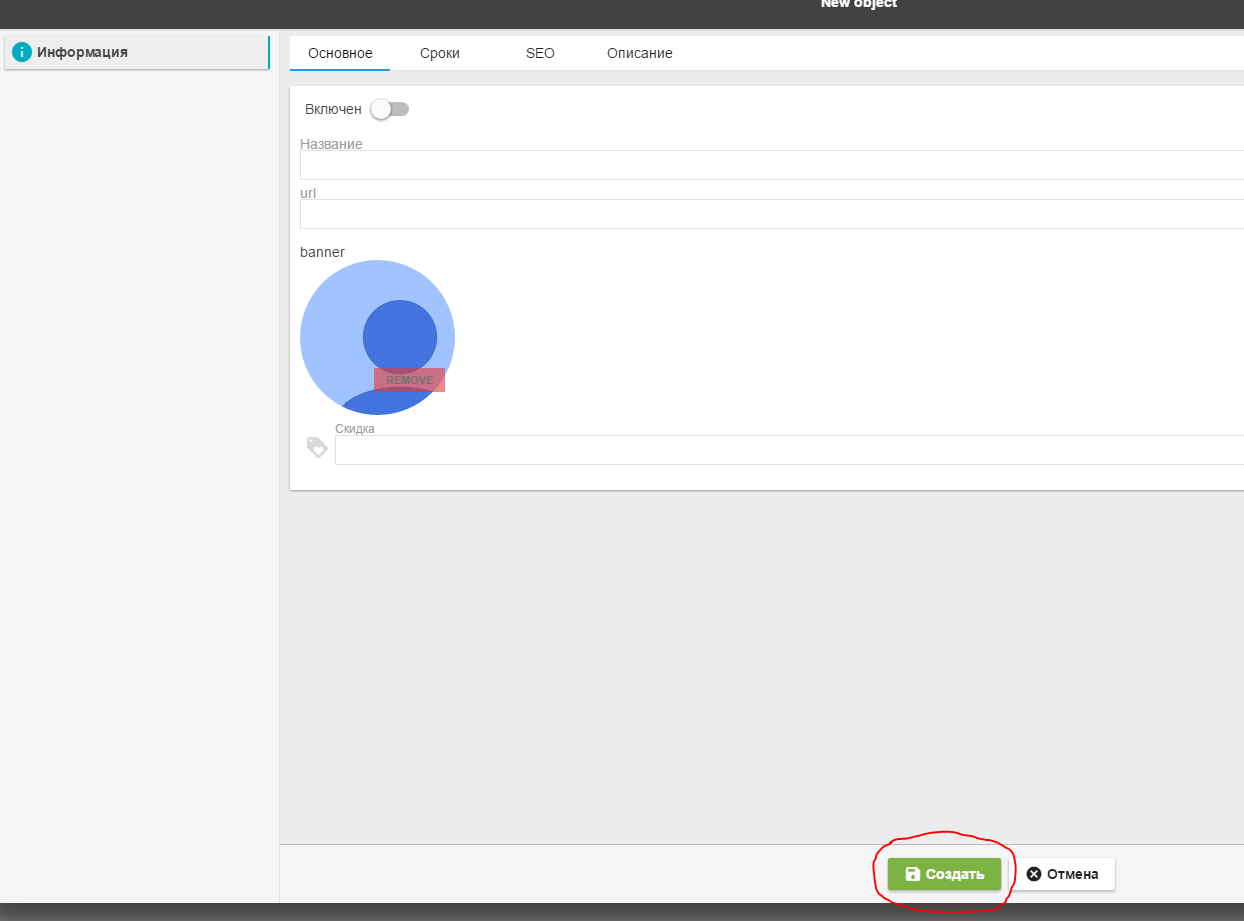 New object
Информация
Основное
Сроки
SEO
Описание
Включен
Название
url
banner
REMOVE
Скидка
Создать
Отмена